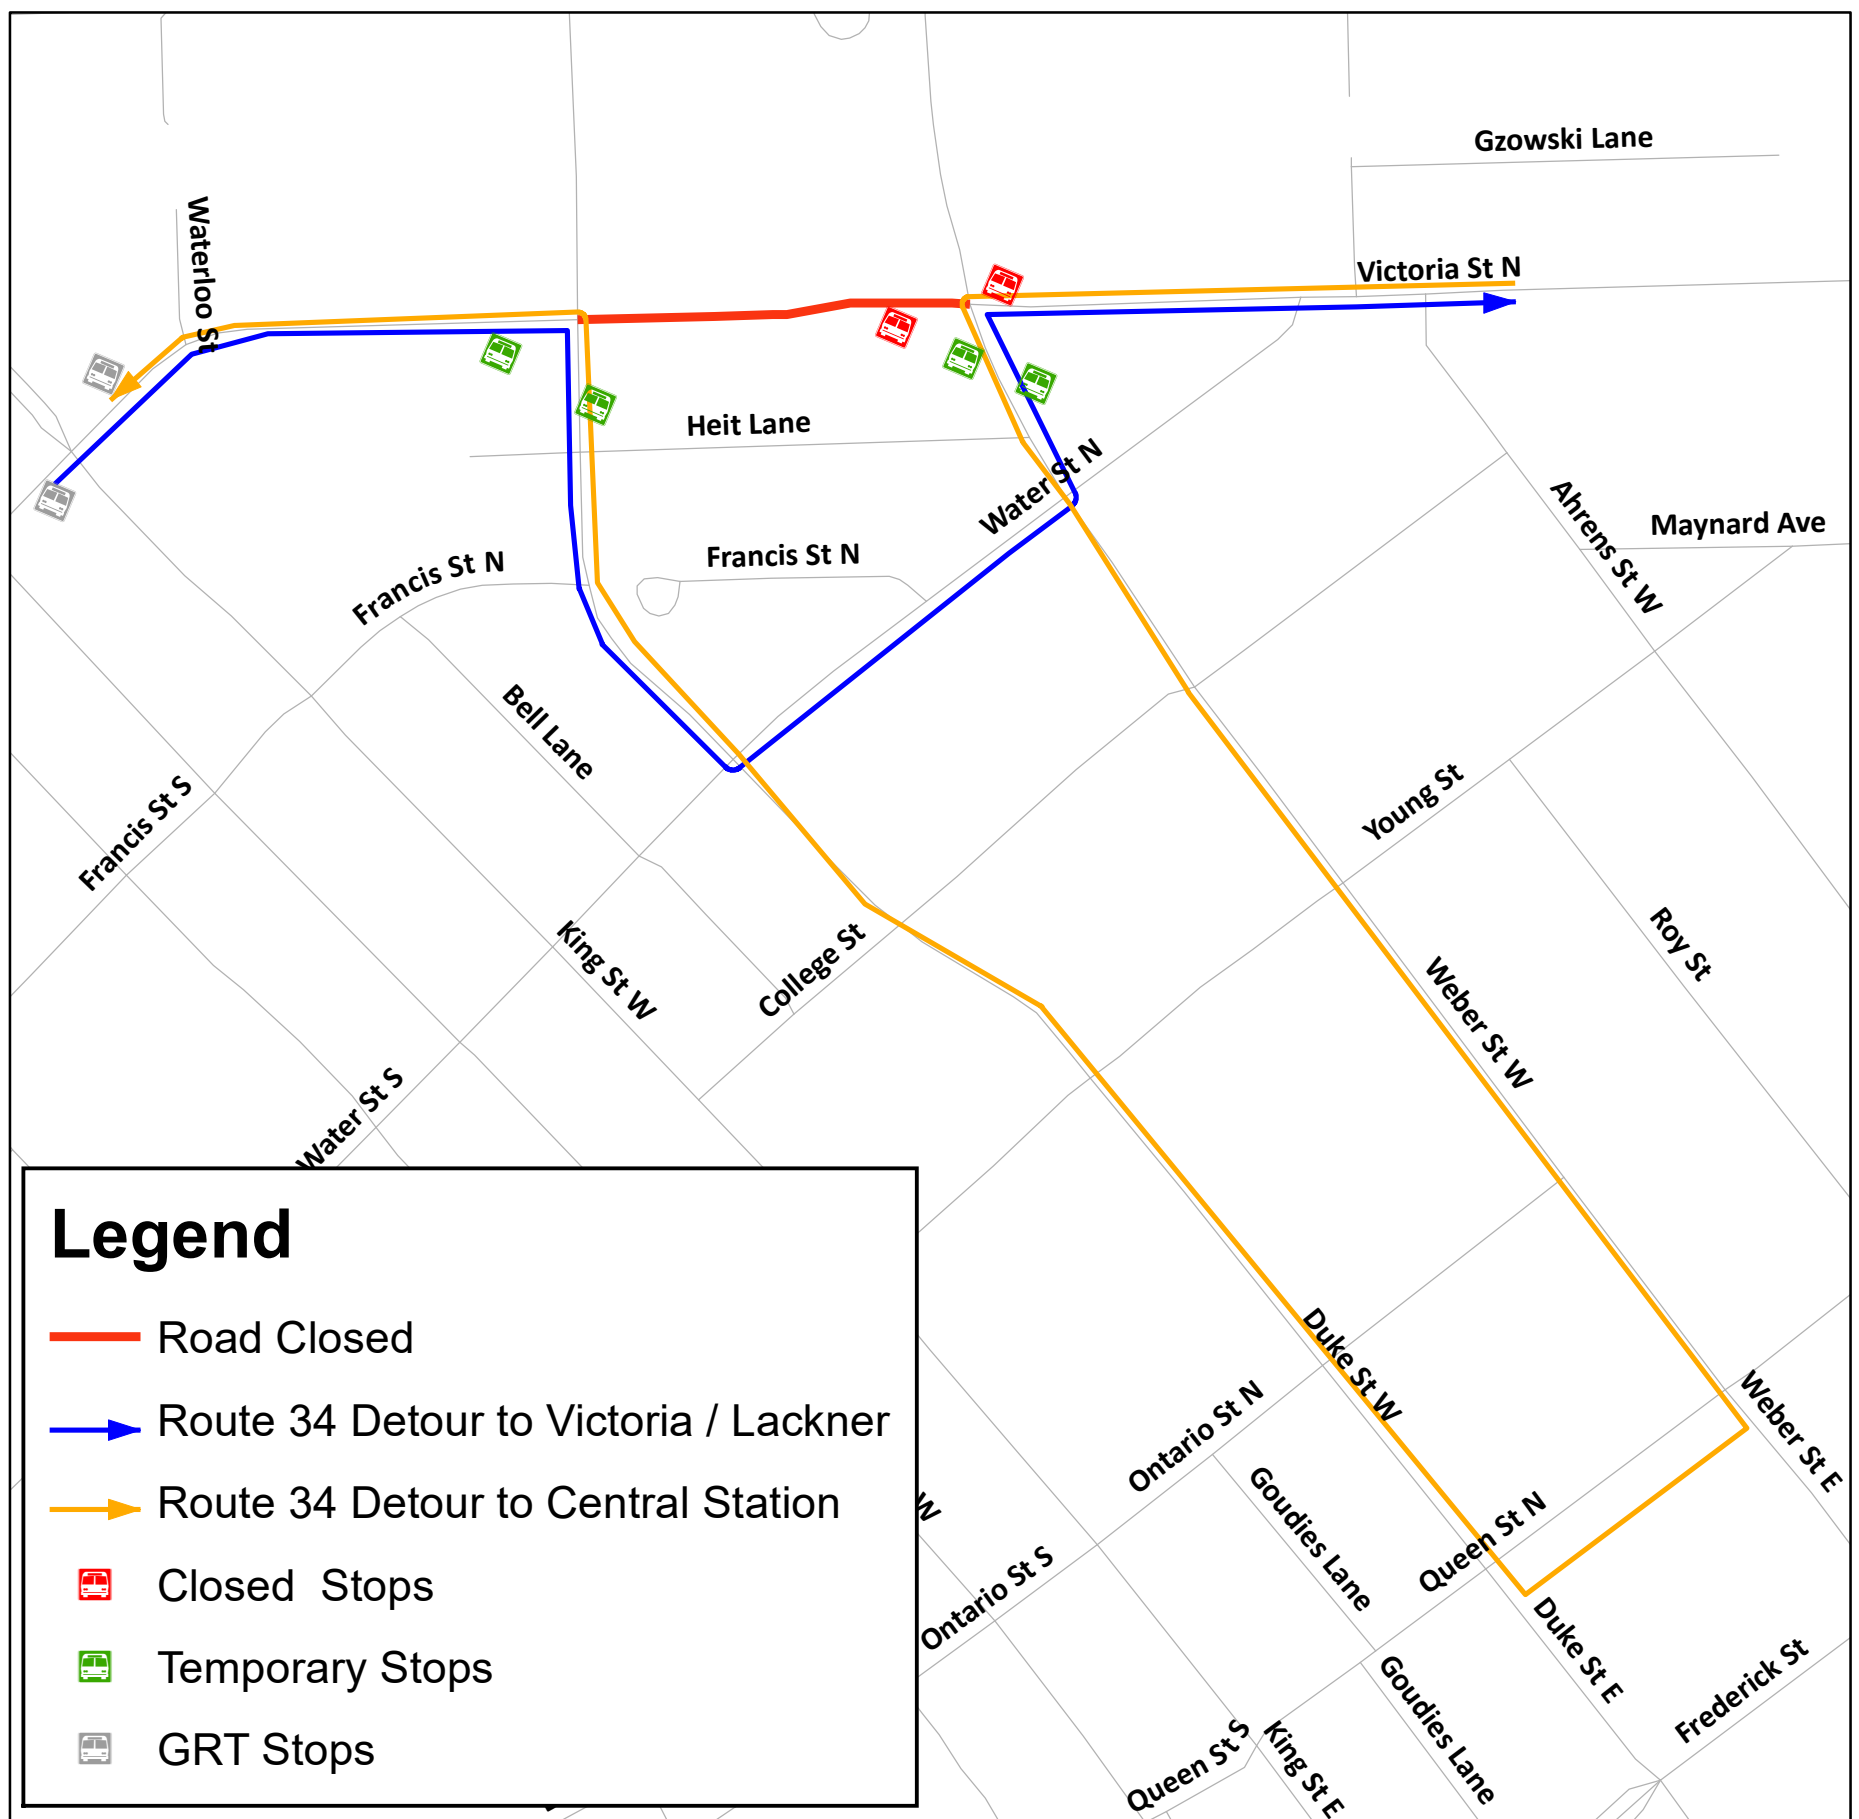 Gzowski Lane
Waterloo St
Victoria St N
Heit Lane
Water St N
Ahrens St W
Maynard Ave
Francis St N
Francis St N
Bell Lane
Francis St S
Young St
King St W
College St
Roy St
Weber St W
Water St S
Legend
Road Closed
Route 34 Detour to Victoria / Lackner
Route 34 Detour to Central Station
Closed Stops
Temporary Stops
GRT Stops
Duke St W
Weber St E
Ontario St N
W
Goudies Lane
Queen St N
Ontario St S
Duke St E
Frederick St
Goudies Lane
Queen St S
King St E